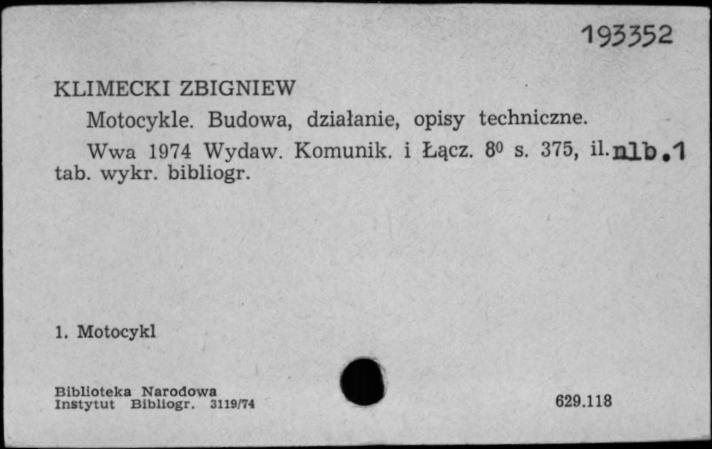 193352
KLIMECKI ZBIGNIEW
Motocykle. Budowa, działanie, opisy techniczne.
Wwa 1974 Wydaw. Komunik. i Łącz. 8⁰ s. 375, il. nlb.1
tab. wykr. bibliogr.
1. Motocykl
Biblioteka Narodowa
Instytut Bibliogr. 3119/74
629.118